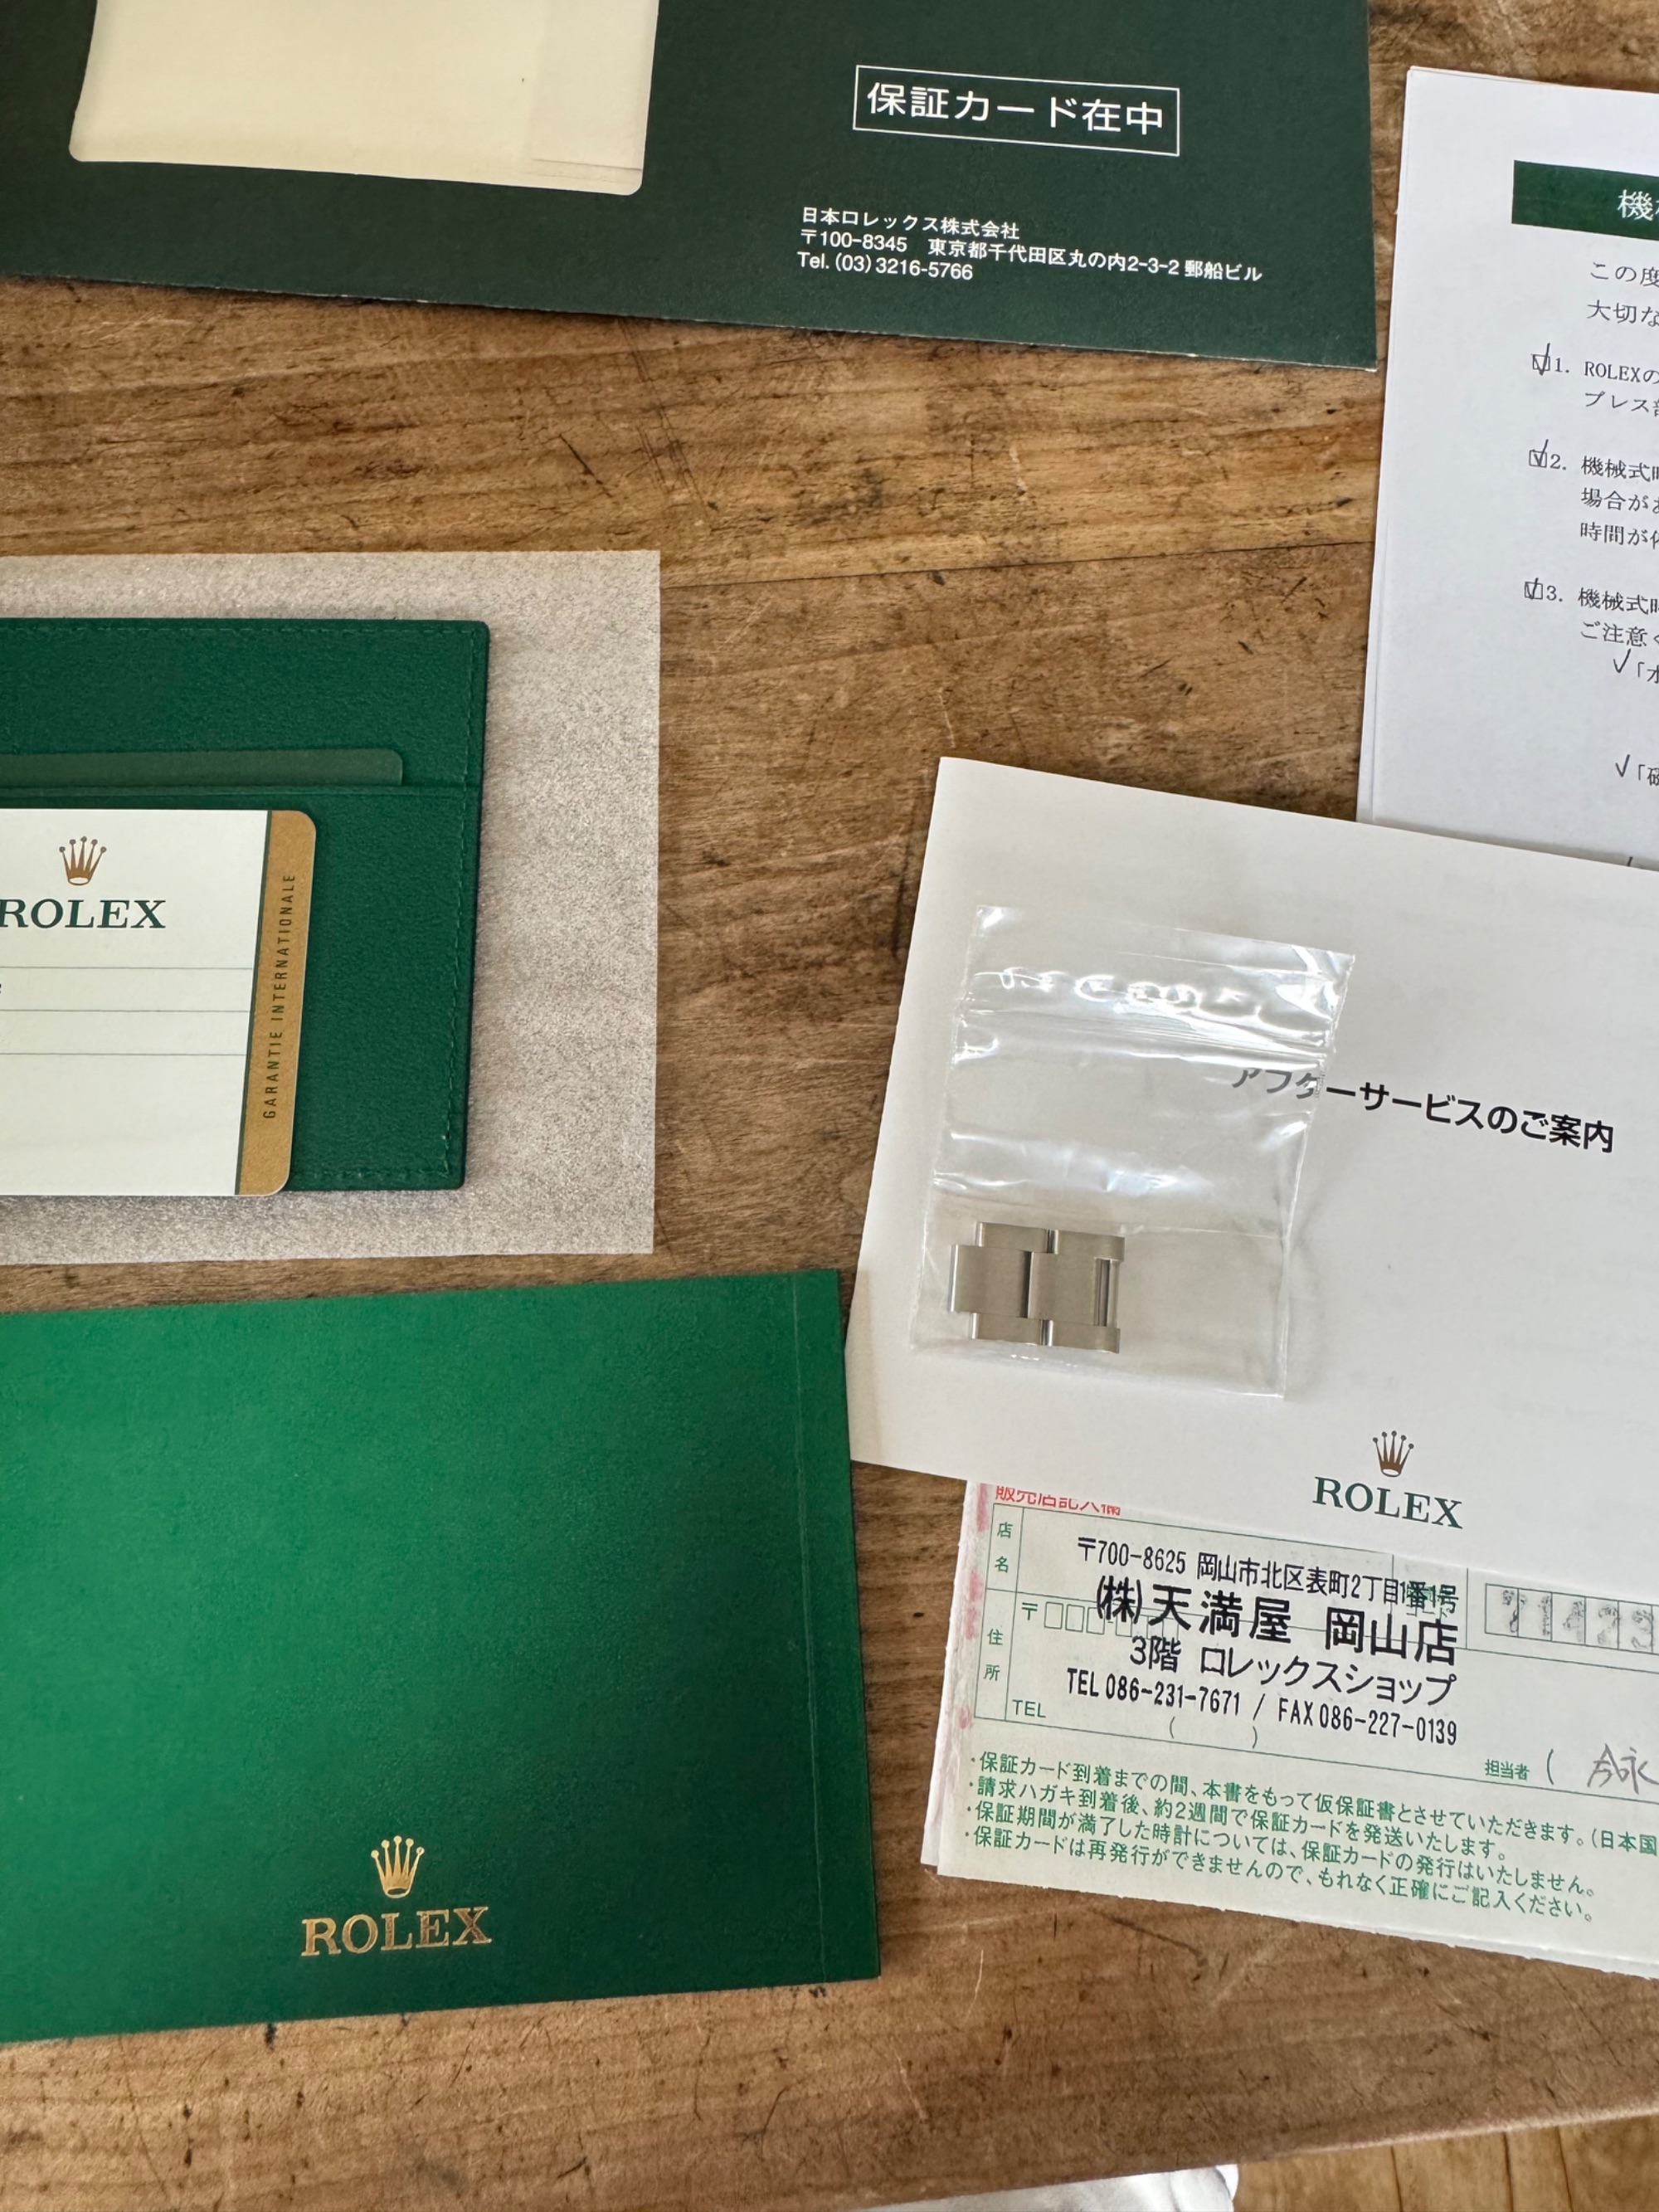 保証カード在中
日本ロレックス株式会社
〒100-8345 東京都千代田区丸の内2-3-2 郵船ビル
Tel. (03) 3216-5766
この度
大切な
1. ROLEXの
ブレス
2. 機械式時
場合があ
時間が
3. 機械式時
ご注意く
ROLEX
GARANTIE INTERNATIONALE
アフターサービスのご案内
ROLEX
販売店記入欄
店名
〒700-8625 岡山市北区表町2丁目1番1号
(株)天満屋 岡山店
3階 ロレックスショップ
TEL 086-231-7671 / FAX 086-227-0139
〒
住所
TEL ( )
担当者 (
・保証カード到着までの間、本書をもって仮保証書とさせていただきます。(日本国
・請求ハガキ到着後、約2週間で保証カードを発送いたします。
・保証期間が満了した時計については、保証カードの発行はいたしません。
・保証カードは再発行ができませんので、もれなく正確にご記入ください。
ROLEX